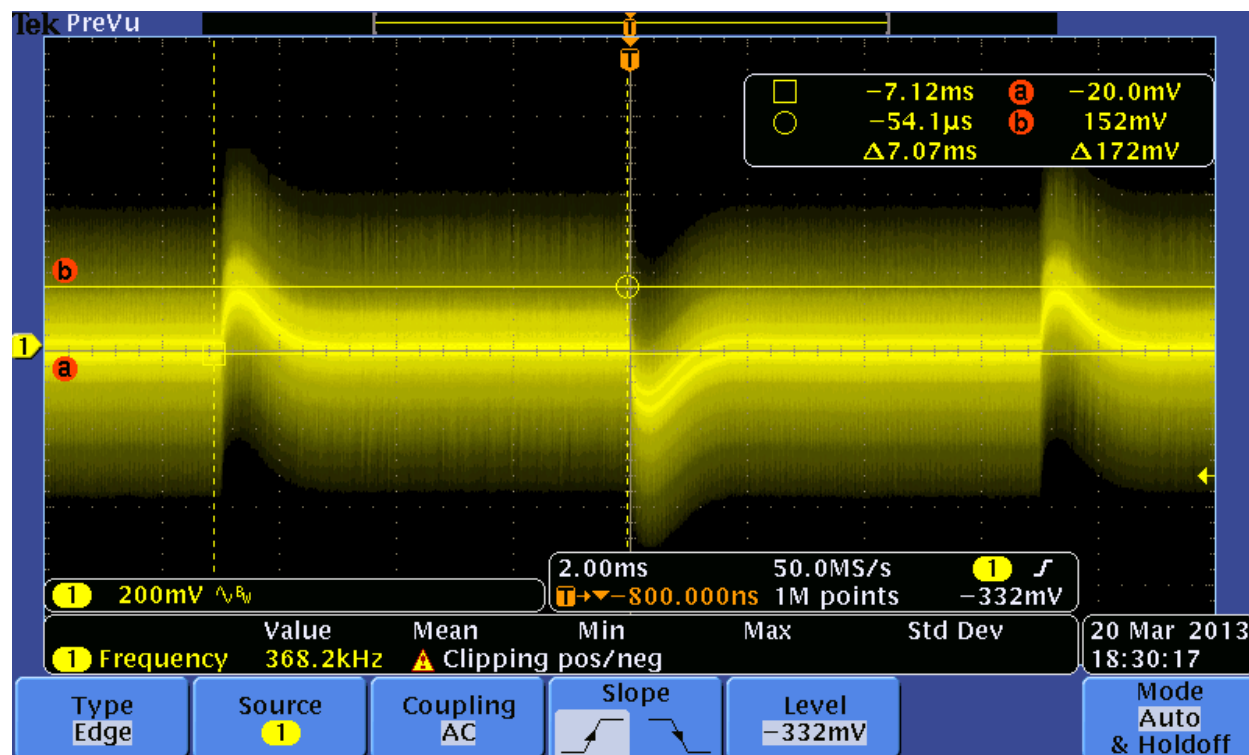 Tek PreVu
T
T
−7.12ms a −20.0mV
−54.1µs b 152mV
Δ7.07ms Δ172mV
b
1
a
1 200mV BW
2.00ms 50.0MS/s 1
T→▼−800.000ns 1M points −332mV
Value Mean Min Max Std Dev
1 Frequency 368.2kHz Clipping pos/neg
20 Mar 2013
18:30:17
Type
Edge
Source
1
Coupling
AC
Slope
Level
−332mV
Mode
Auto
& Holdoff